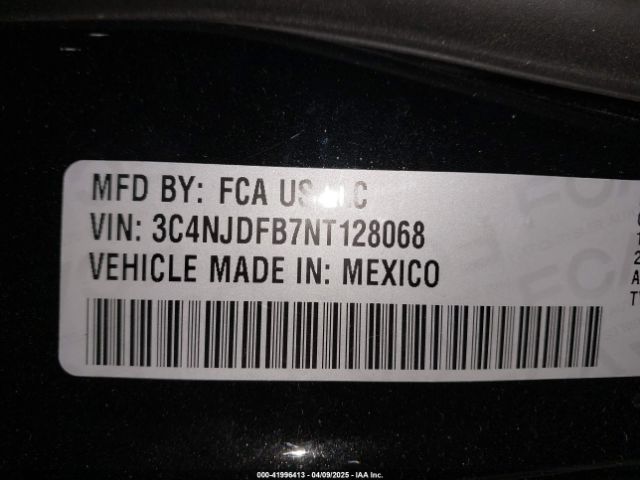 MFD BY: FCA US LLC
VIN: 3C4NJDFB7NT128068
VEHICLE MADE IN: MEXICO
000-41996413 - 04/09/2025 - IAA Inc.